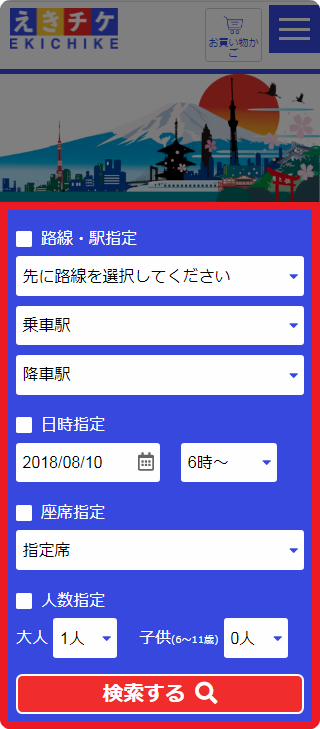 えきチケ
EKICHIKE
お買い物か
ご
路線・駅指定
先に路線を選択してください
乗車駅
降車駅
日時指定
2018/08/10 6時～
座席指定
指定席
人数指定
大人 1人 子供(6～11歳) 0人
検索する